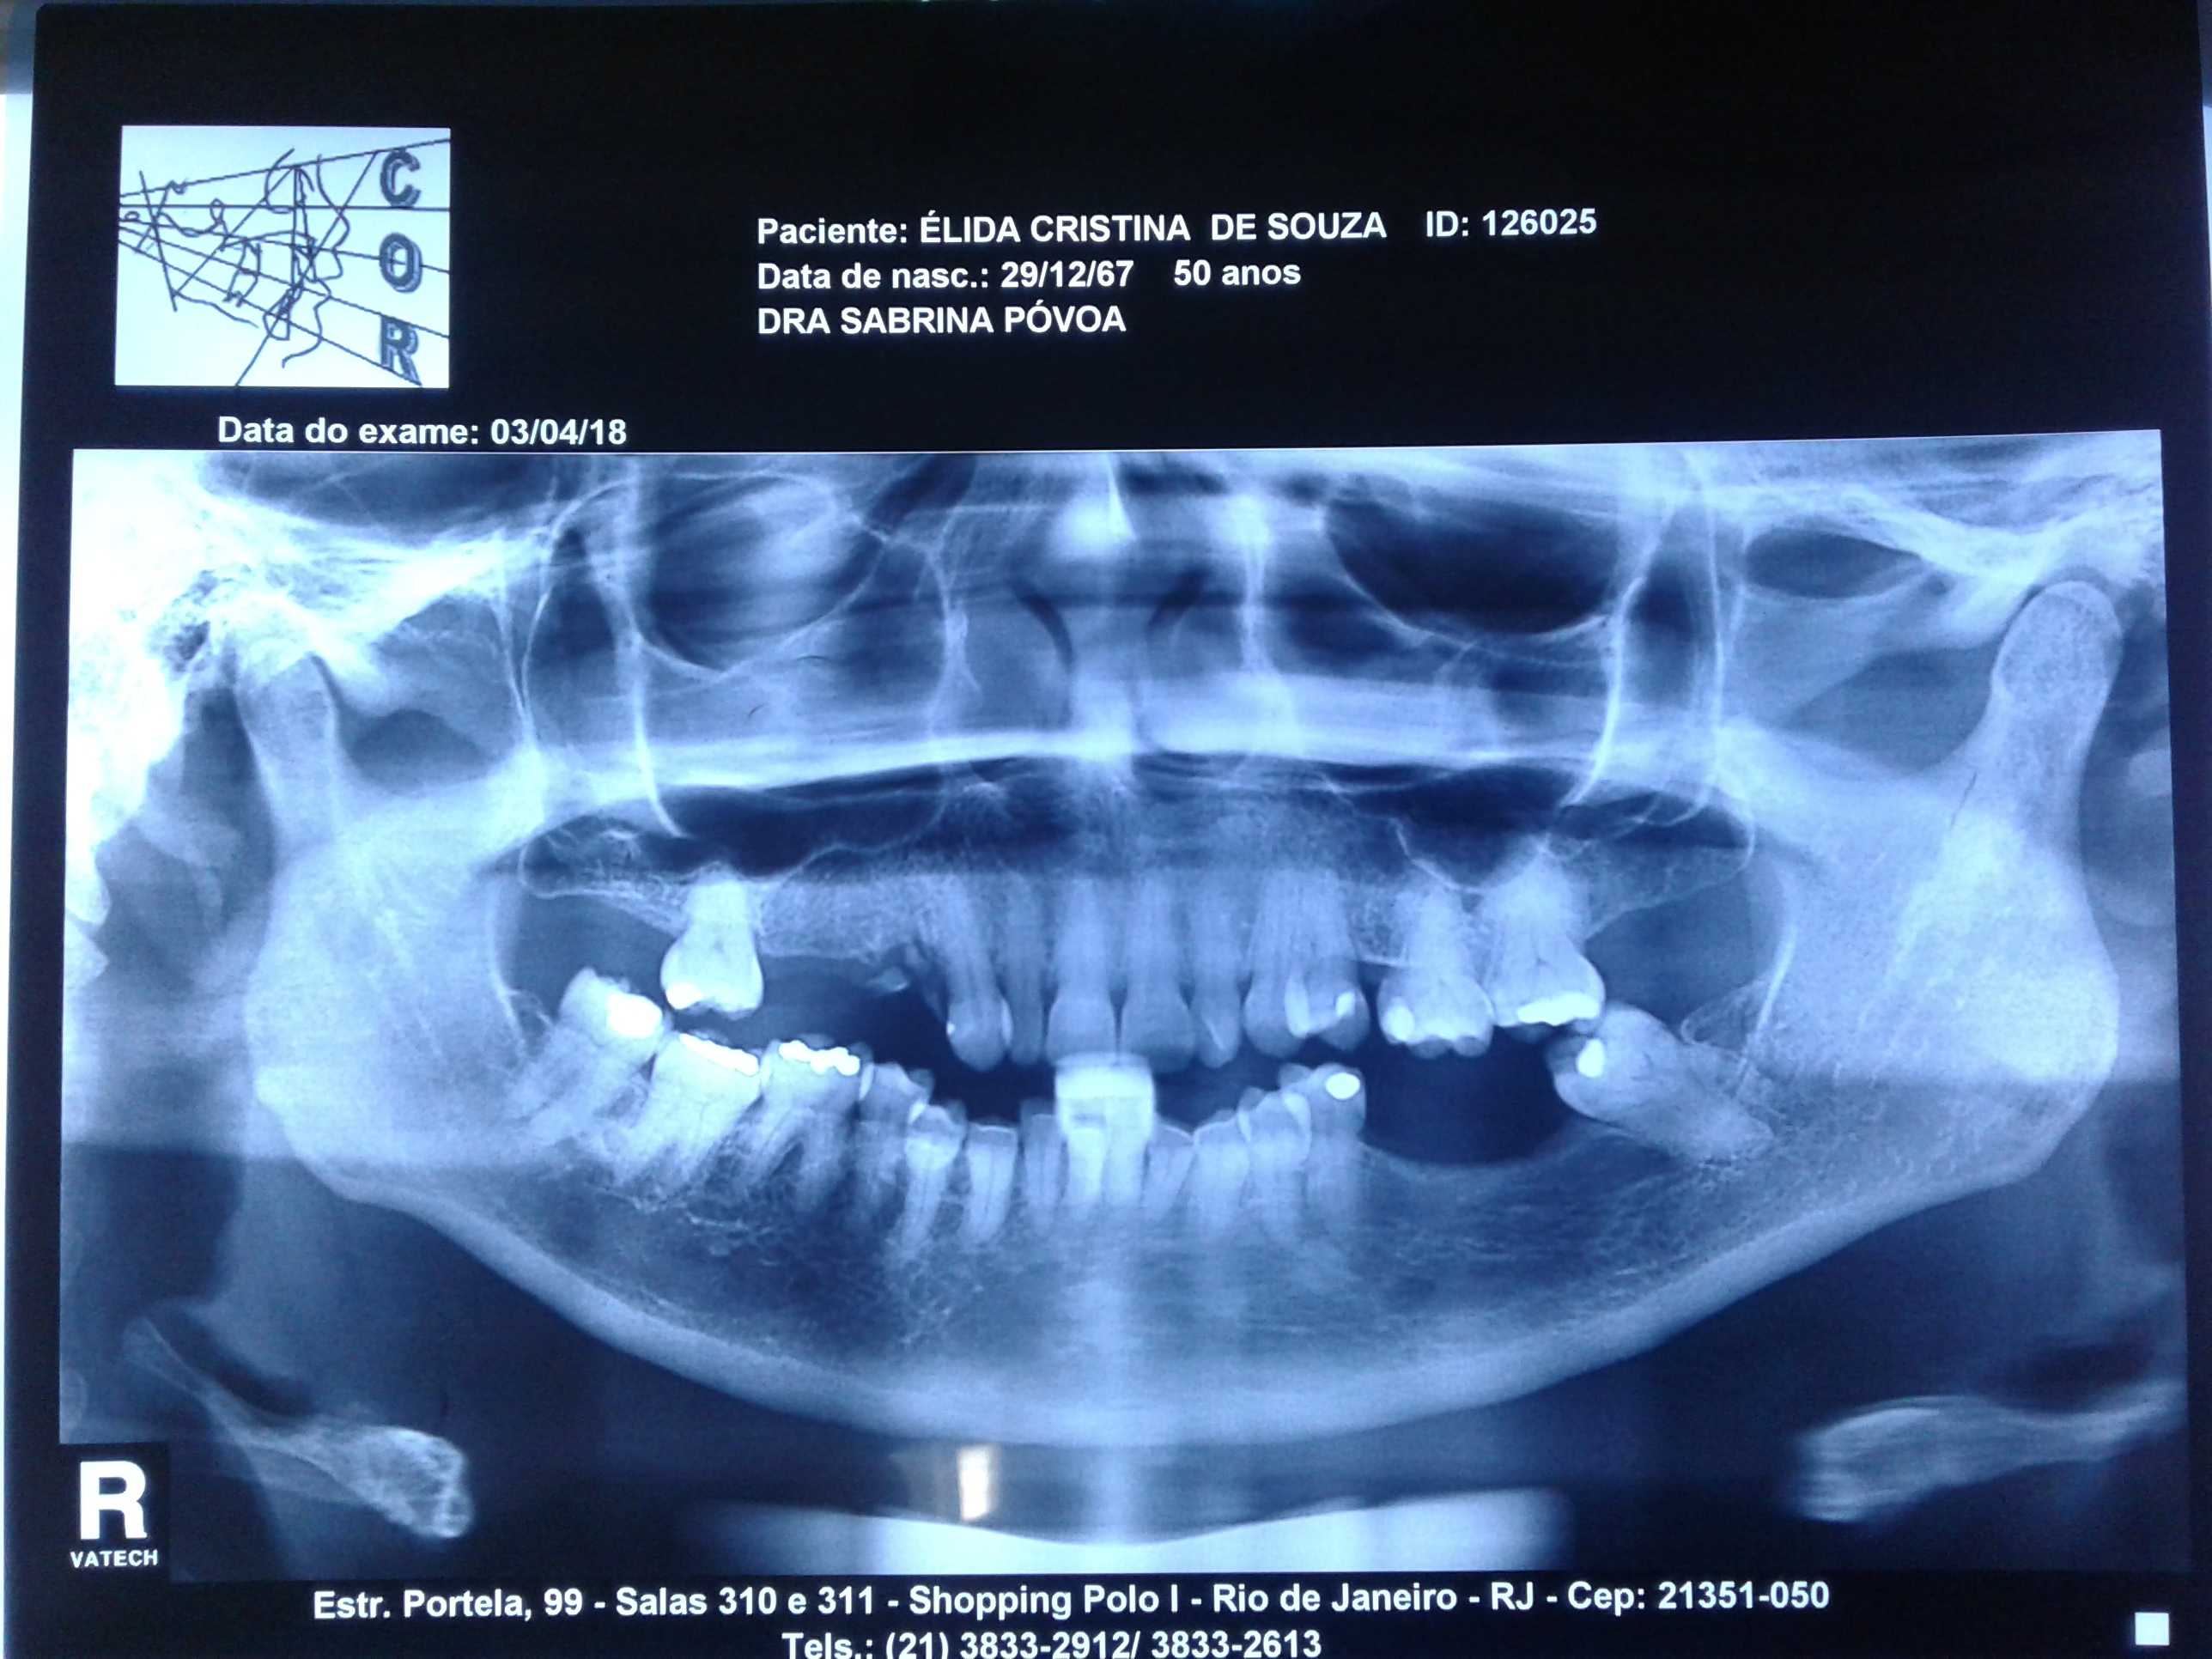 C
O
R
Paciente: ÉLIDA CRISTINA DE SOUZA ID: 126025
Data de nasc.: 29/12/67 50 anos
DRA SABRINA PÓVOA
Data do exame: 03/04/18
R
VATECH
Estr. Portela, 99 - Salas 310 e 311 - Shopping Polo I - Rio de Janeiro - RJ - Cep: 21351-050
Tels.: (21) 3833-2912/ 3833-2613